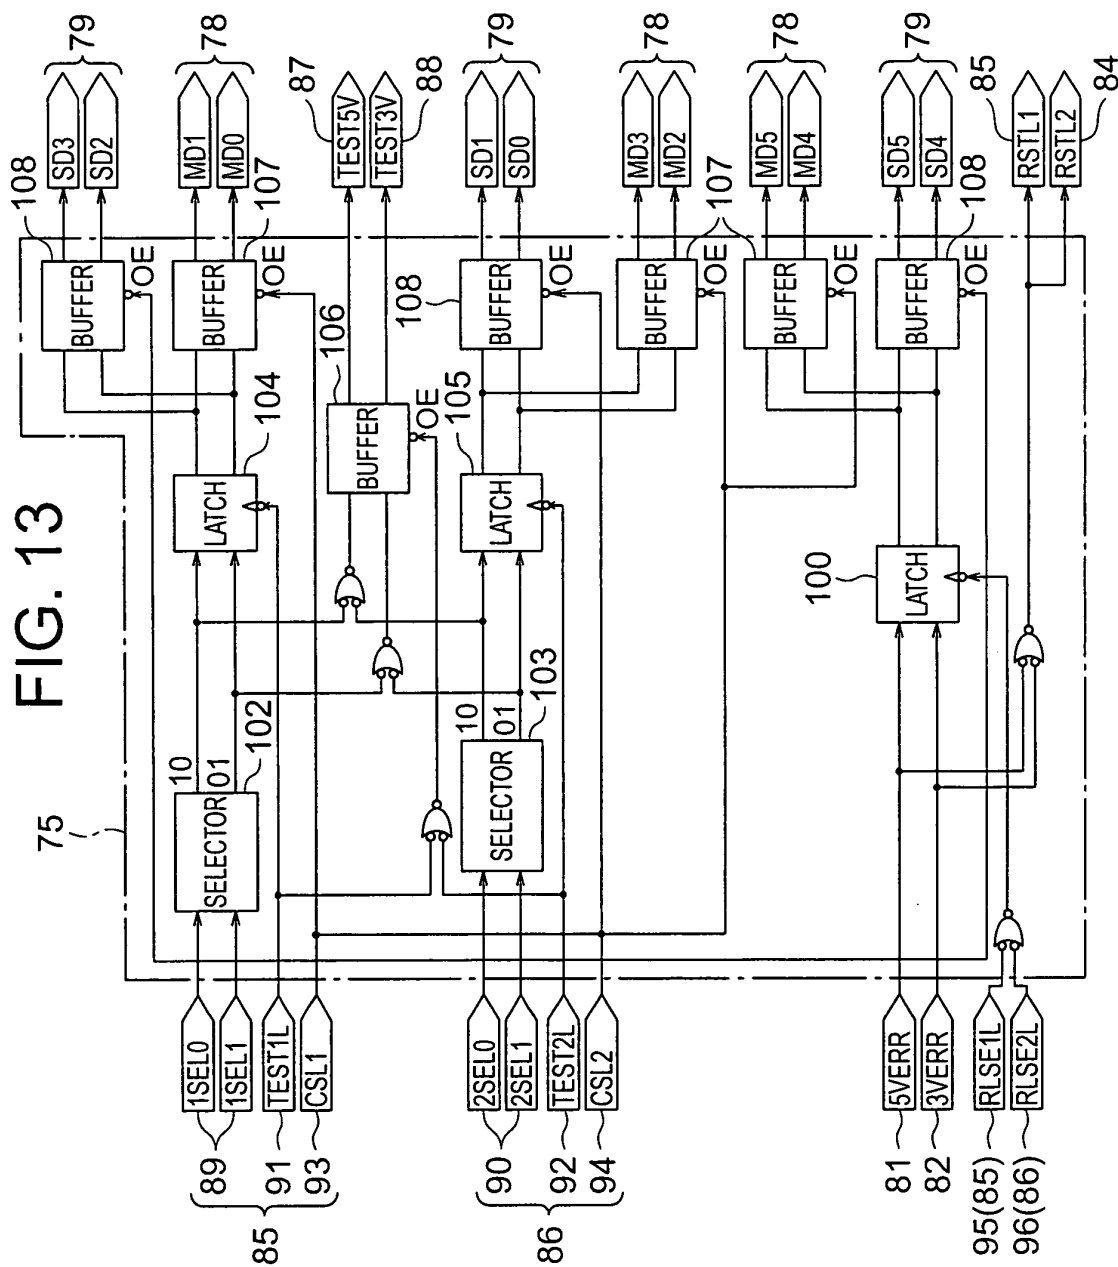 FIG. 13
75
85
89
1SEL0
1SEL1
91
TEST1L
93
CSL1
86
90
2SEL0
2SEL1
92
TEST2L
94
CSL2
81
5VERR
82
3VERR
95(85)
RLSE1L
96(86)
RLSE2L
SELECTOR
10
01
102
SELECTOR
10
01
103
LATCH
104
LATCH
105
LATCH
100
BUFFER
106
OE
BUFFER
108
OE
BUFFER
107
OE
BUFFER
108
OE
BUFFER
107
OE
BUFFER
OE
BUFFER
108
OE
SD3
SD2
79
MD1
MD0
78
87
TEST5V
TEST3V
88
SD1
SD0
79
MD3
MD2
78
MD5
MD4
78
SD5
SD4
79
85
RSTL1
RSTL2
84